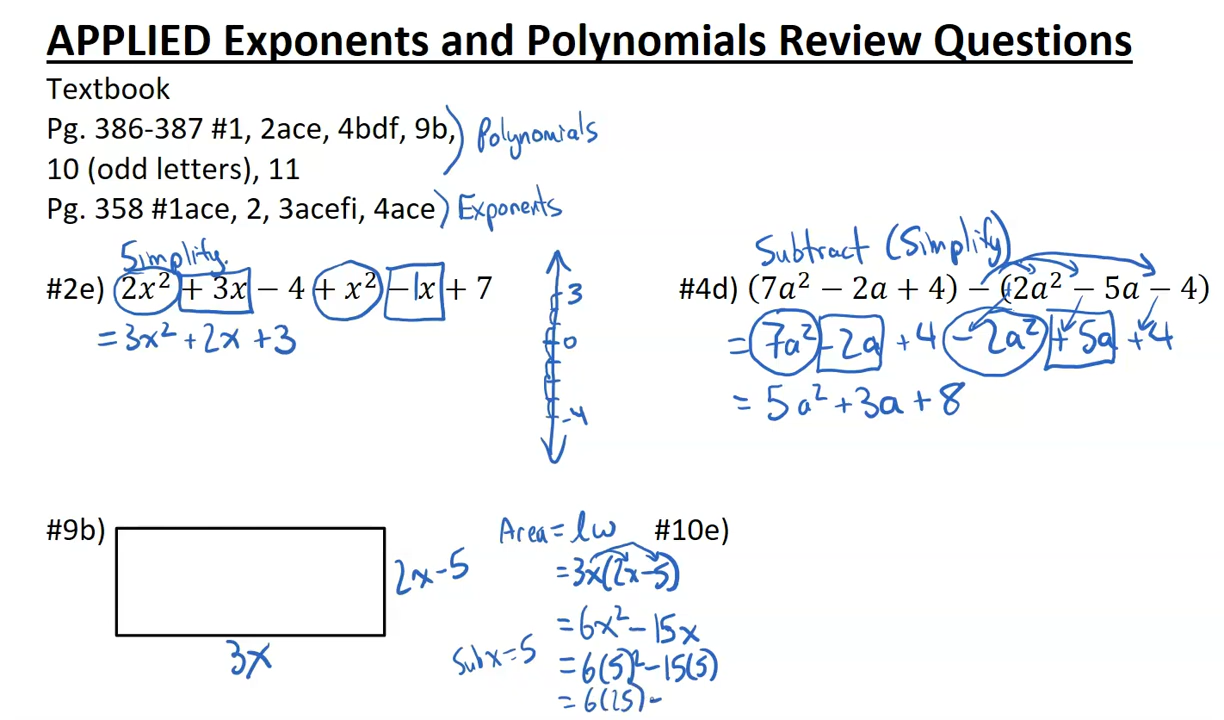 APPLIED Exponents and Polynomials Review Questions
Textbook
Pg. 386-387 #1, 2ace, 4bdf, 9b,
10 (odd letters), 11
Polynomials
Pg. 358 #1ace, 2, 3acefi, 4ace
Exponents
Simplify.
#2e) 2x² + 3x − 4 + x² − 1x + 7
= 3x² + 2x + 3
3
0
-4
Subtract (Simplify)
#4d) (7a² − 2a + 4) − (2a² − 5a − 4)
= 7a² - 2a + 4 - 2a² + 5a + 4
= 5a² + 3a + 8
#9b)
2x - 5
3x
Area = lw
= 3x(2x - 5)
= 6x² - 15x
Sub x = 5
= 6(5)² - 15(5)
= 6(25) -
#10e)